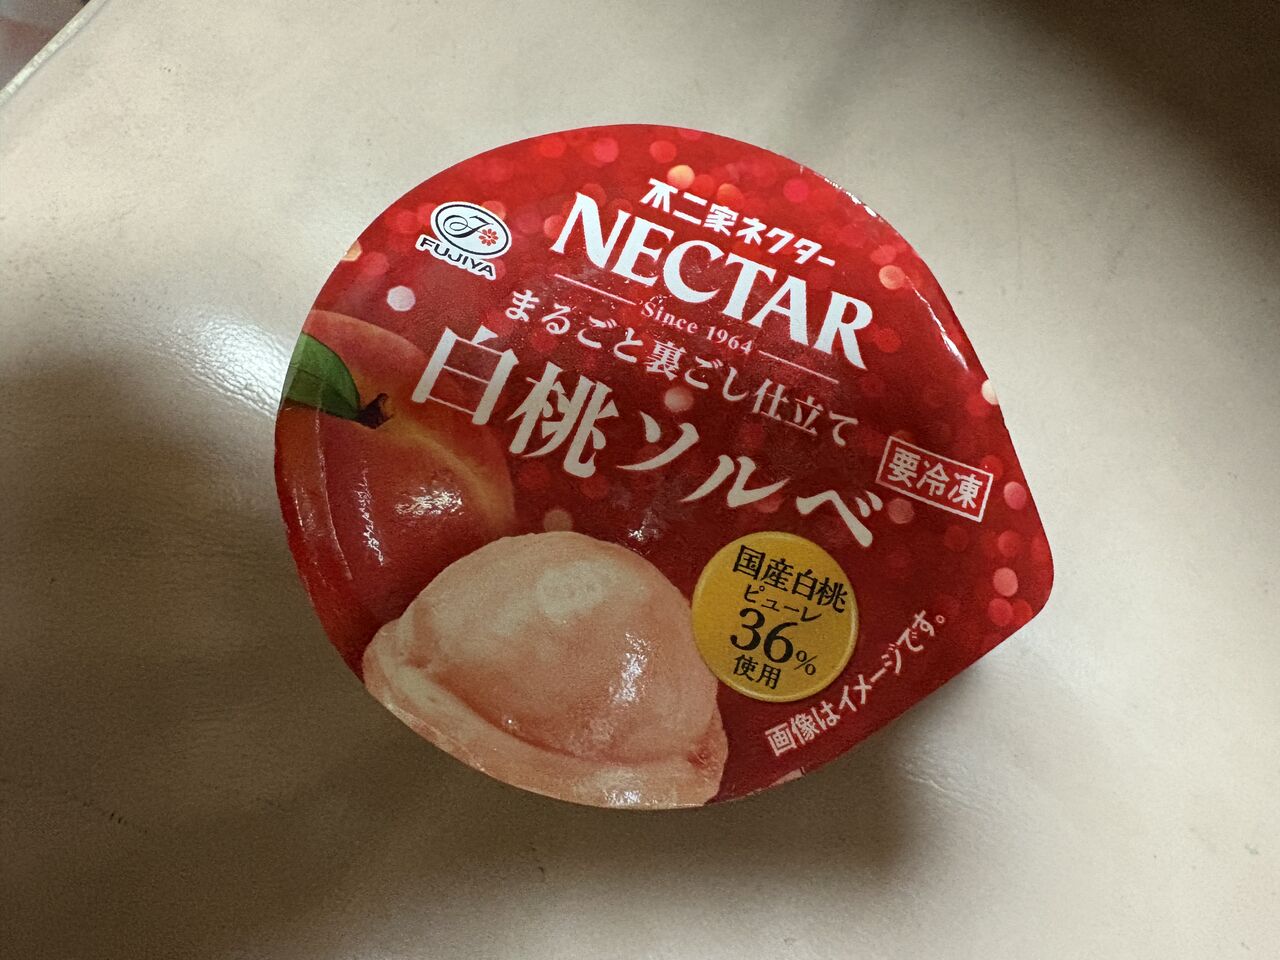 FUJIYA
不二家ネクター
NECTAR
Since 1964
まるごと裏ごし仕立て
白桃ソルベ
要冷凍
国産白桃
ピューレ
36%
使用
画像はイメージです。